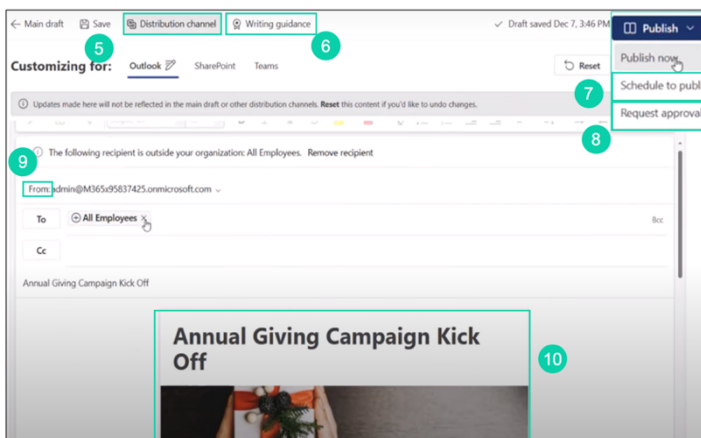 Main draft Save Distribution channel Writing guidance Draft saved Dec 7, 3:46 PM Publish
5 6
Publish now
Customizing for: Outlook SharePoint Teams Reset
7 Schedule to publ
Updates made here will not be reflected in the main draft or other distribution channels. Reset this content if you'd like to undo changes.
Request approval
8
The following recipient is outside your organization: All Employees. Remove recipient
9
From: admin@M365x95837425.onmicrosoft.com
To All Employees Bcc
Cc
Annual Giving Campaign Kick Off
Annual Giving Campaign Kick
Off
10